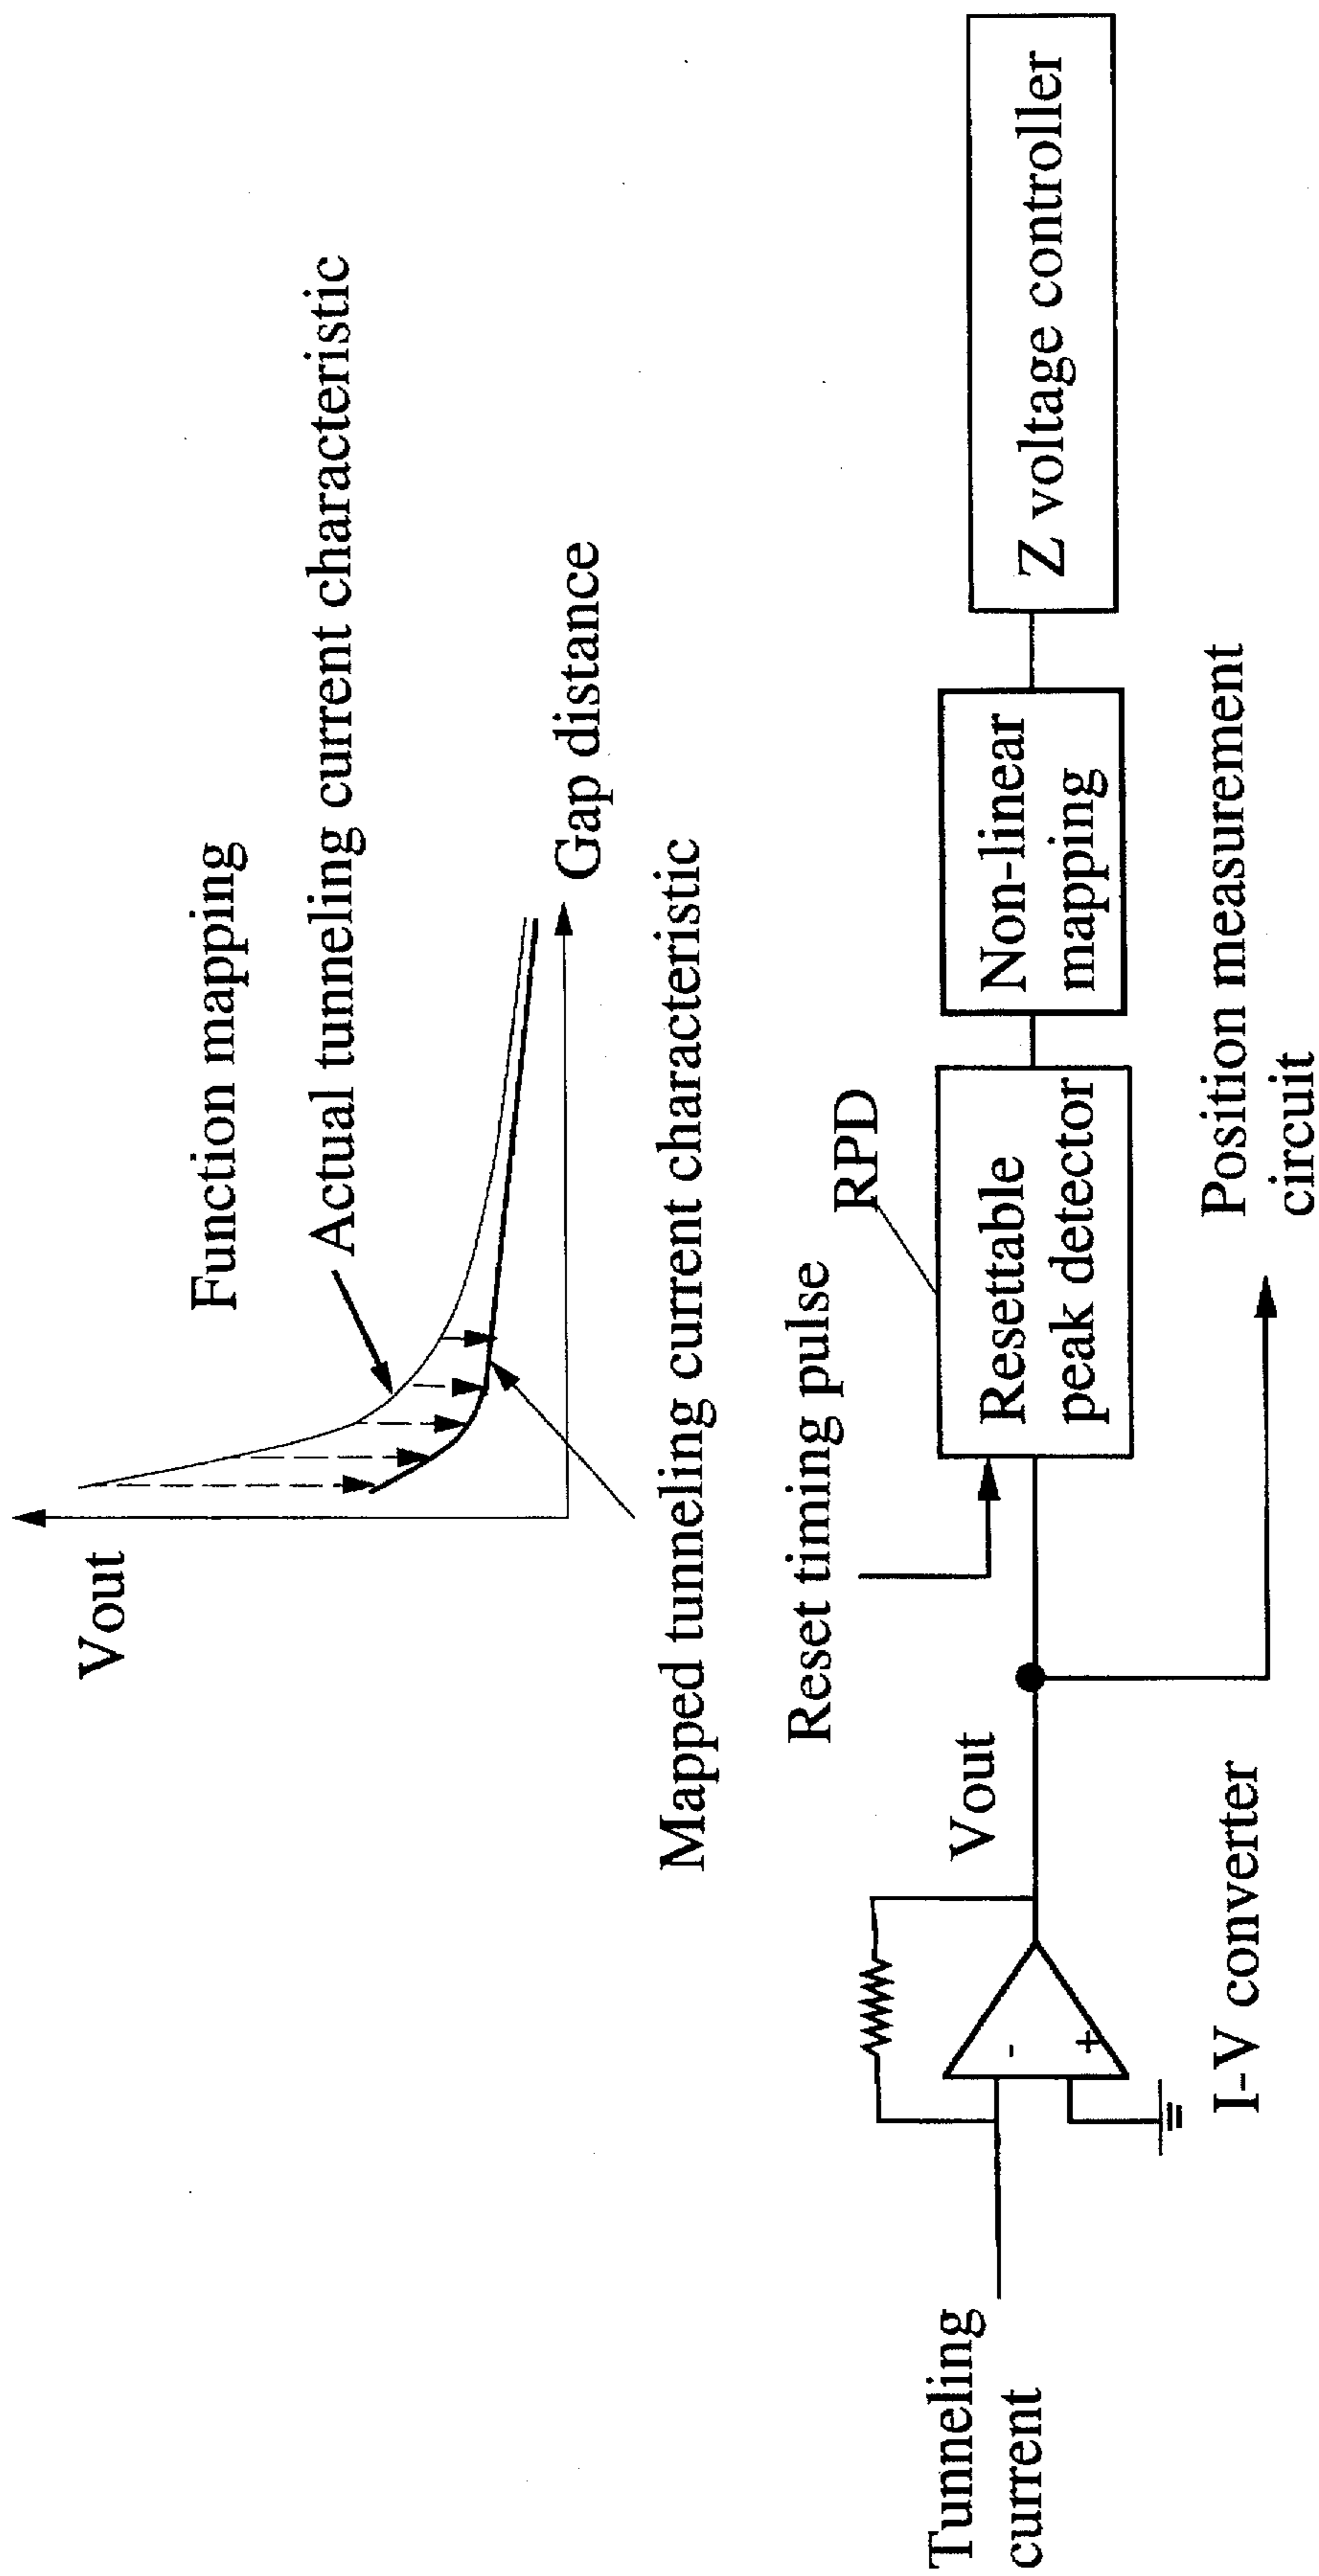 Function mapping
Vout
Actual tunneling current characteristic
Gap distance
Mapped tunneling current characteristic
Reset timing pulse
RPD
Tunneling
current
-
+
I-V converter
Vout
Resettable
peak detector
Non-linear
mapping
Z voltage controller
Position measurement
circuit